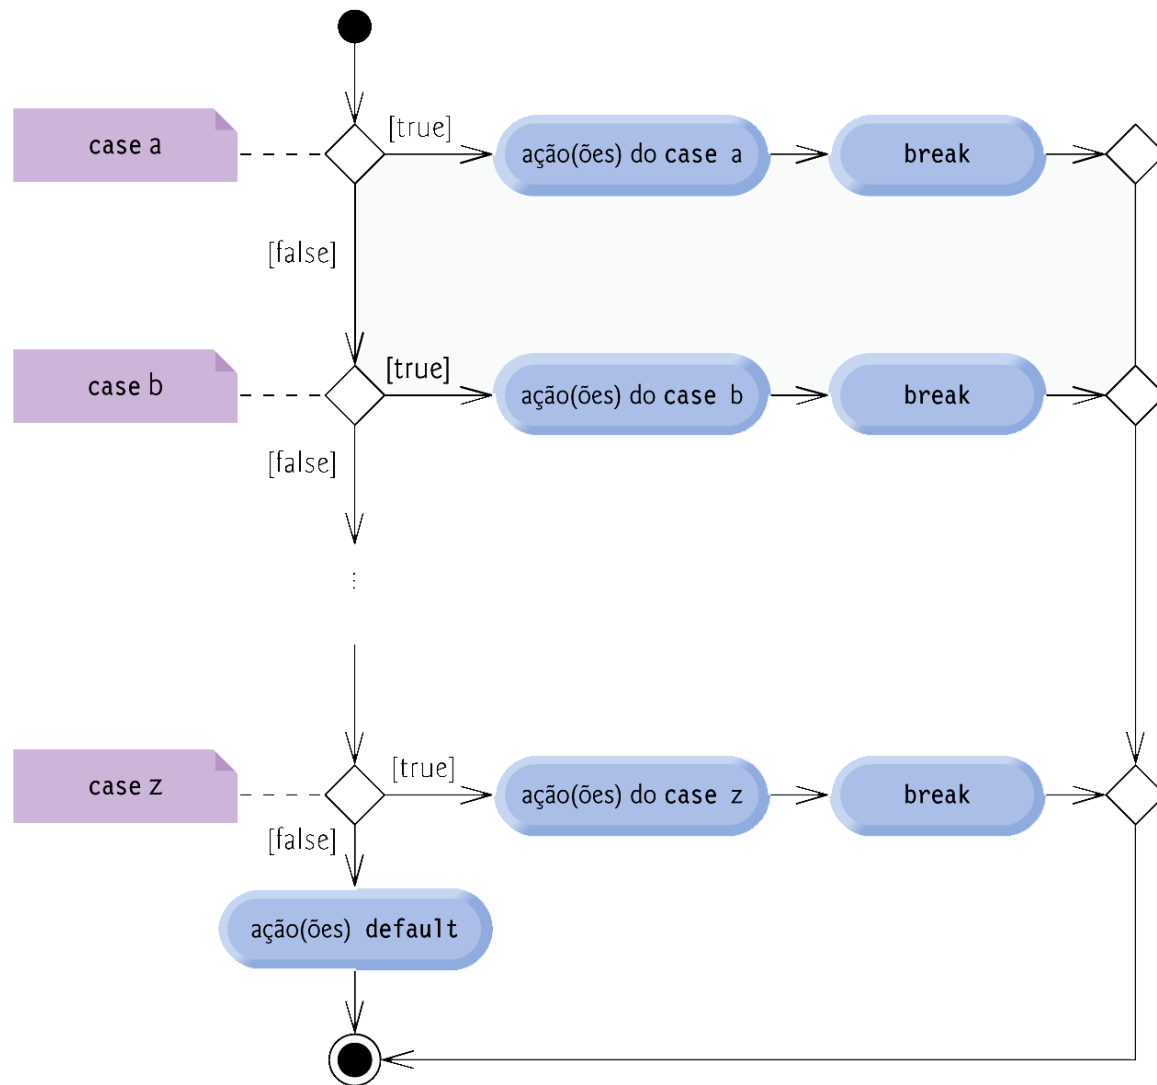 case a
[true]
ação(ões) do case a
break
[false]
case b
[true]
ação(ões) do case b
break
[false]
⋮
case z
[true]
ação(ões) do case z
break
[false]
ação(ões) default